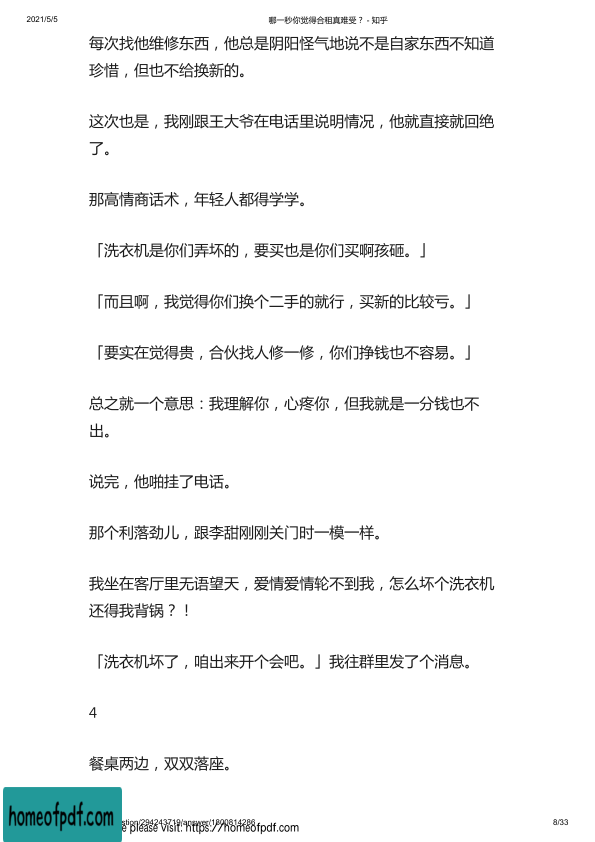 2021/5/5 哪一秒你觉得合租真难受？ - 知乎
每次找他维修东西，他总是阴阳怪气地说不是自家东西不知道
珍惜，但也不给换新的。
这次也是，我刚跟王大爷在电话里说明情况，他就直接就回绝
了。
那高情商话术，年轻人都得学学。
「洗衣机是你们弄坏的，要买也是你们买啊孩砸。」
「而且啊，我觉得你们换个二手的就行，买新的比较亏。」
「要实在觉得贵，合伙找人修一修，你们挣钱也不容易。」
总之就一个意思：我理解你，心疼你，但我就是一分钱也不
出。
说完，他啪挂了电话。
那个利落劲儿，跟李甜刚刚关门时一模一样。
我坐在客厅里无语望天，爱情爱情轮不到我，怎么坏个洗衣机
还得我背锅？！
「洗衣机坏了，咱出来开个会吧。」我往群里发了个消息。
4
餐桌两边，双双落座。
homeofpdf.com
stion/294243719/answer/1800814286 8/33
please visit: https://homeofpdf.com